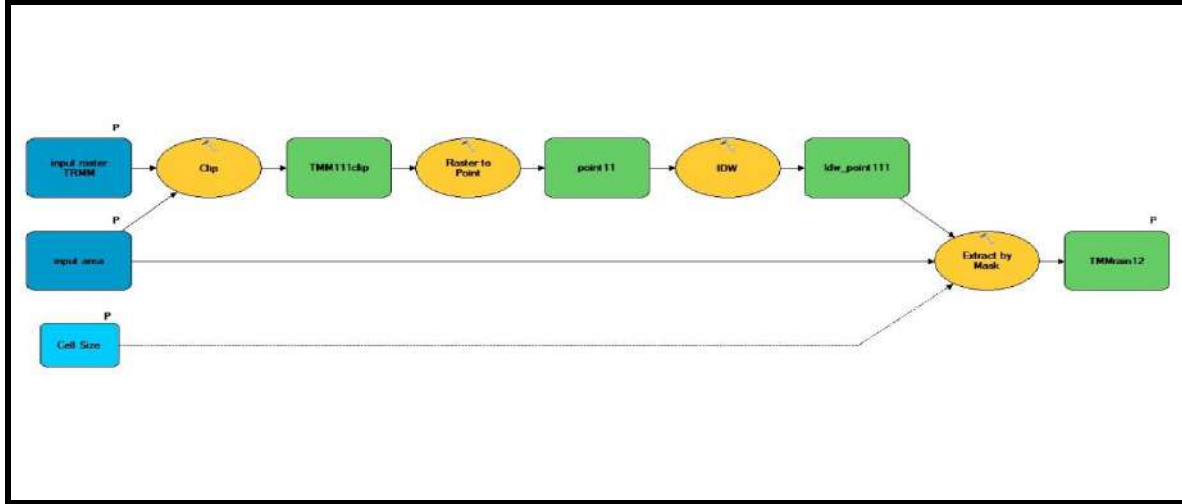 P
input raster
TRMM
Clip
TMM111clip
Raster to
Point
point11
IDW
Idw_point111
P
input area
Extract by
Mask
P
TMMrain12
P
Cell Size